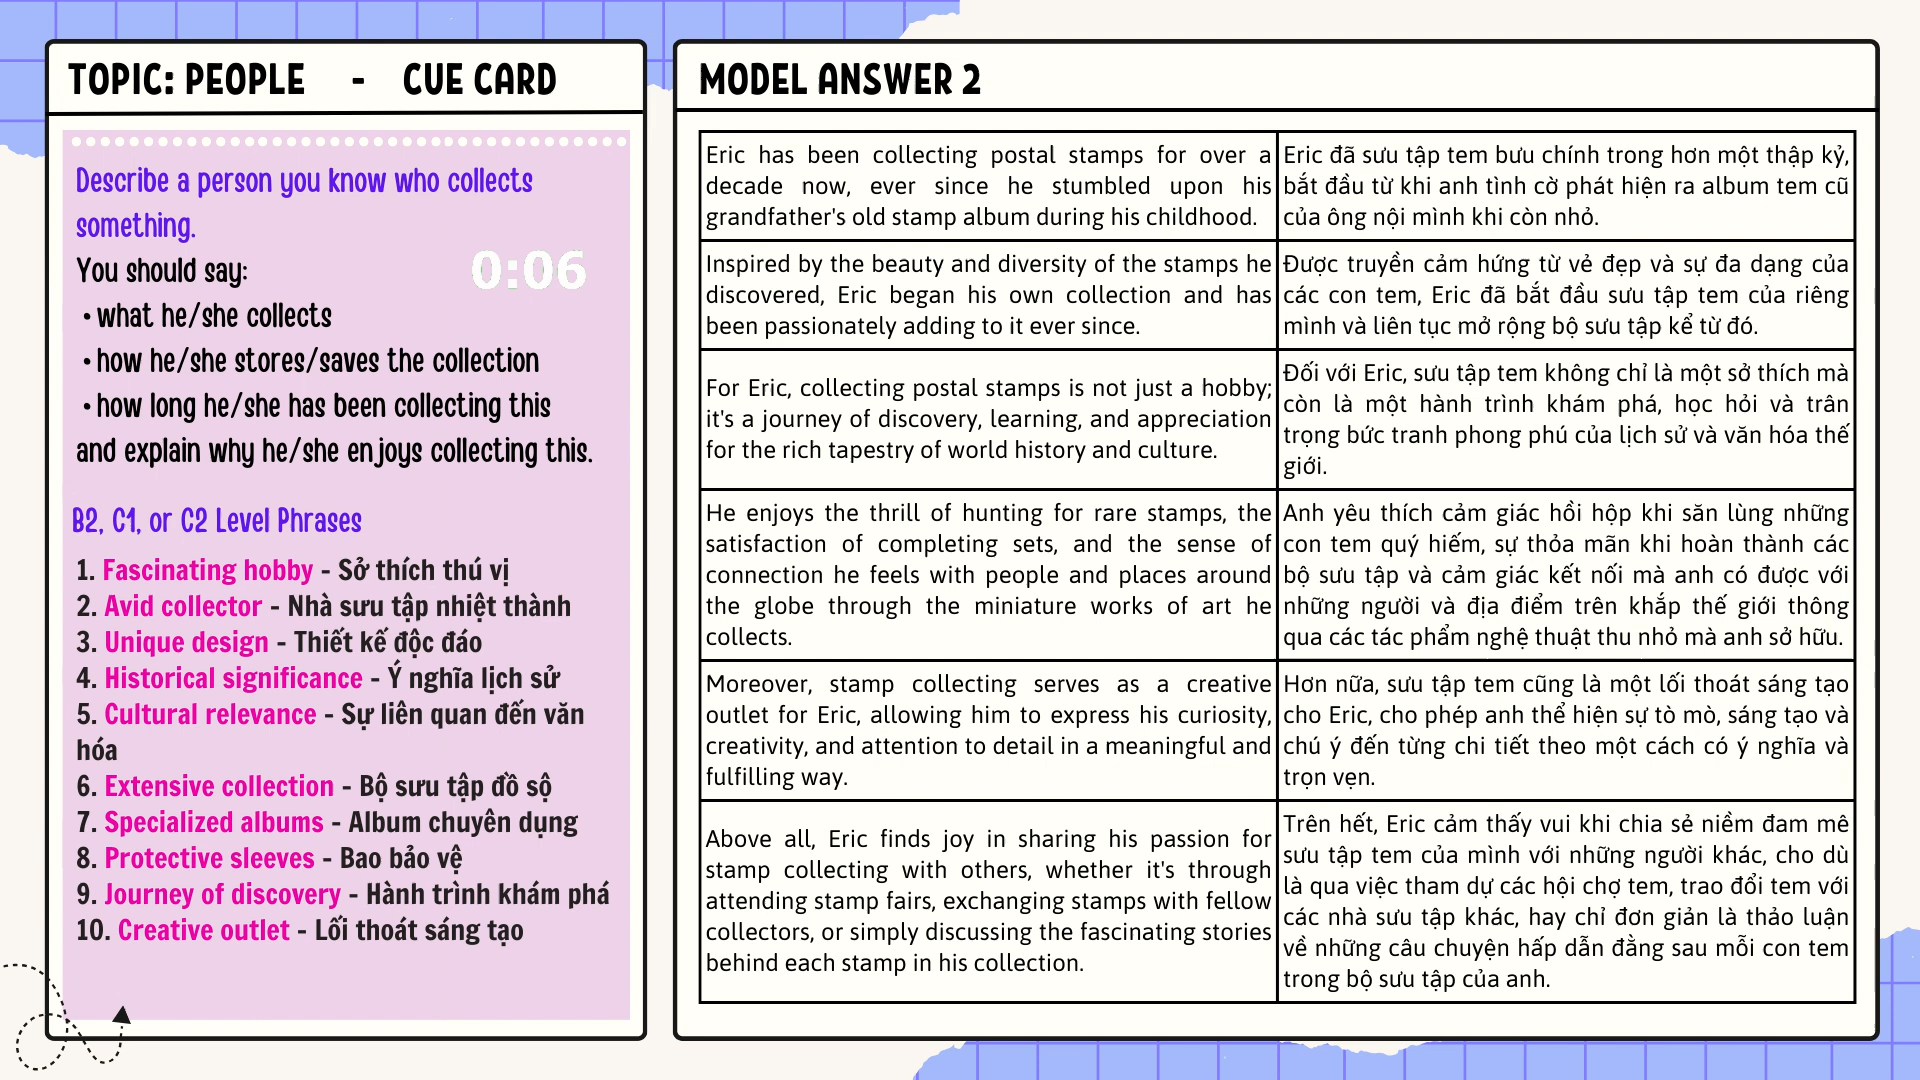 TOPIC: PEOPLE - CUE CARD
Describe a person you know who collects
something.
You should say:
0:06
• what he/she collects
• how he/she stores/saves the collection
• how long he/she has been collecting this
and explain why he/she enjoys collecting this.
B2, C1, or C2 Level Phrases
1. Fascinating hobby - Sở thích thú vị
2. Avid collector - Nhà sưu tập nhiệt thành
3. Unique design - Thiết kế độc đáo
4. Historical significance - Ý nghĩa lịch sử
5. Cultural relevance - Sự liên quan đến văn
hóa
6. Extensive collection - Bộ sưu tập đồ sộ
7. Specialized albums - Album chuyên dụng
8. Protective sleeves - Bao bảo vệ
9. Journey of discovery - Hành trình khám phá
10. Creative outlet - Lối thoát sáng tạo
MODEL ANSWER 2
Eric has been collecting postal stamps for over a
decade now, ever since he stumbled upon his
grandfather's old stamp album during his childhood.
Eric đã sưu tập tem bưu chính trong hơn một thập kỷ,
bắt đầu từ khi anh tình cờ phát hiện ra album tem cũ
của ông nội mình khi còn nhỏ.
Inspired by the beauty and diversity of the stamps he
discovered, Eric began his own collection and has
been passionately adding to it ever since.
Được truyền cảm hứng từ vẻ đẹp và sự đa dạng của
các con tem, Eric đã bắt đầu sưu tập tem của riêng
mình và liên tục mở rộng bộ sưu tập kể từ đó.
For Eric, collecting postal stamps is not just a hobby;
it's a journey of discovery, learning, and appreciation
for the rich tapestry of world history and culture.
Đối với Eric, sưu tập tem không chỉ là một sở thích mà
còn là một hành trình khám phá, học hỏi và trân
trọng bức tranh phong phú của lịch sử và văn hóa thế
giới.
He enjoys the thrill of hunting for rare stamps, the
satisfaction of completing sets, and the sense of
connection he feels with people and places around
the globe through the miniature works of art he
collects.
Anh yêu thích cảm giác hồi hộp khi săn lùng những
con tem quý hiếm, sự thỏa mãn khi hoàn thành các
bộ sưu tập và cảm giác kết nối mà anh có được với
những người và địa điểm trên khắp thế giới thông
qua các tác phẩm nghệ thuật thu nhỏ mà anh sở hữu.
Moreover, stamp collecting serves as a creative
outlet for Eric, allowing him to express his curiosity,
creativity, and attention to detail in a meaningful and
fulfilling way.
Hơn nữa, sưu tập tem cũng là một lối thoát sáng tạo
cho Eric, cho phép anh thể hiện sự tò mò, sáng tạo và
chú ý đến từng chi tiết theo một cách có ý nghĩa và
trọn vẹn.
Above all, Eric finds joy in sharing his passion for
stamp collecting with others, whether it's through
attending stamp fairs, exchanging stamps with fellow
collectors, or simply discussing the fascinating stories
behind each stamp in his collection.
Trên hết, Eric cảm thấy vui khi chia sẻ niềm đam mê
sưu tập tem của mình với những người khác, cho dù
là qua việc tham dự các hội chợ tem, trao đổi tem với
các nhà sưu tập khác, hay chỉ đơn giản là thảo luận
về những câu chuyện hấp dẫn đằng sau mỗi con tem
trong bộ sưu tập của anh.